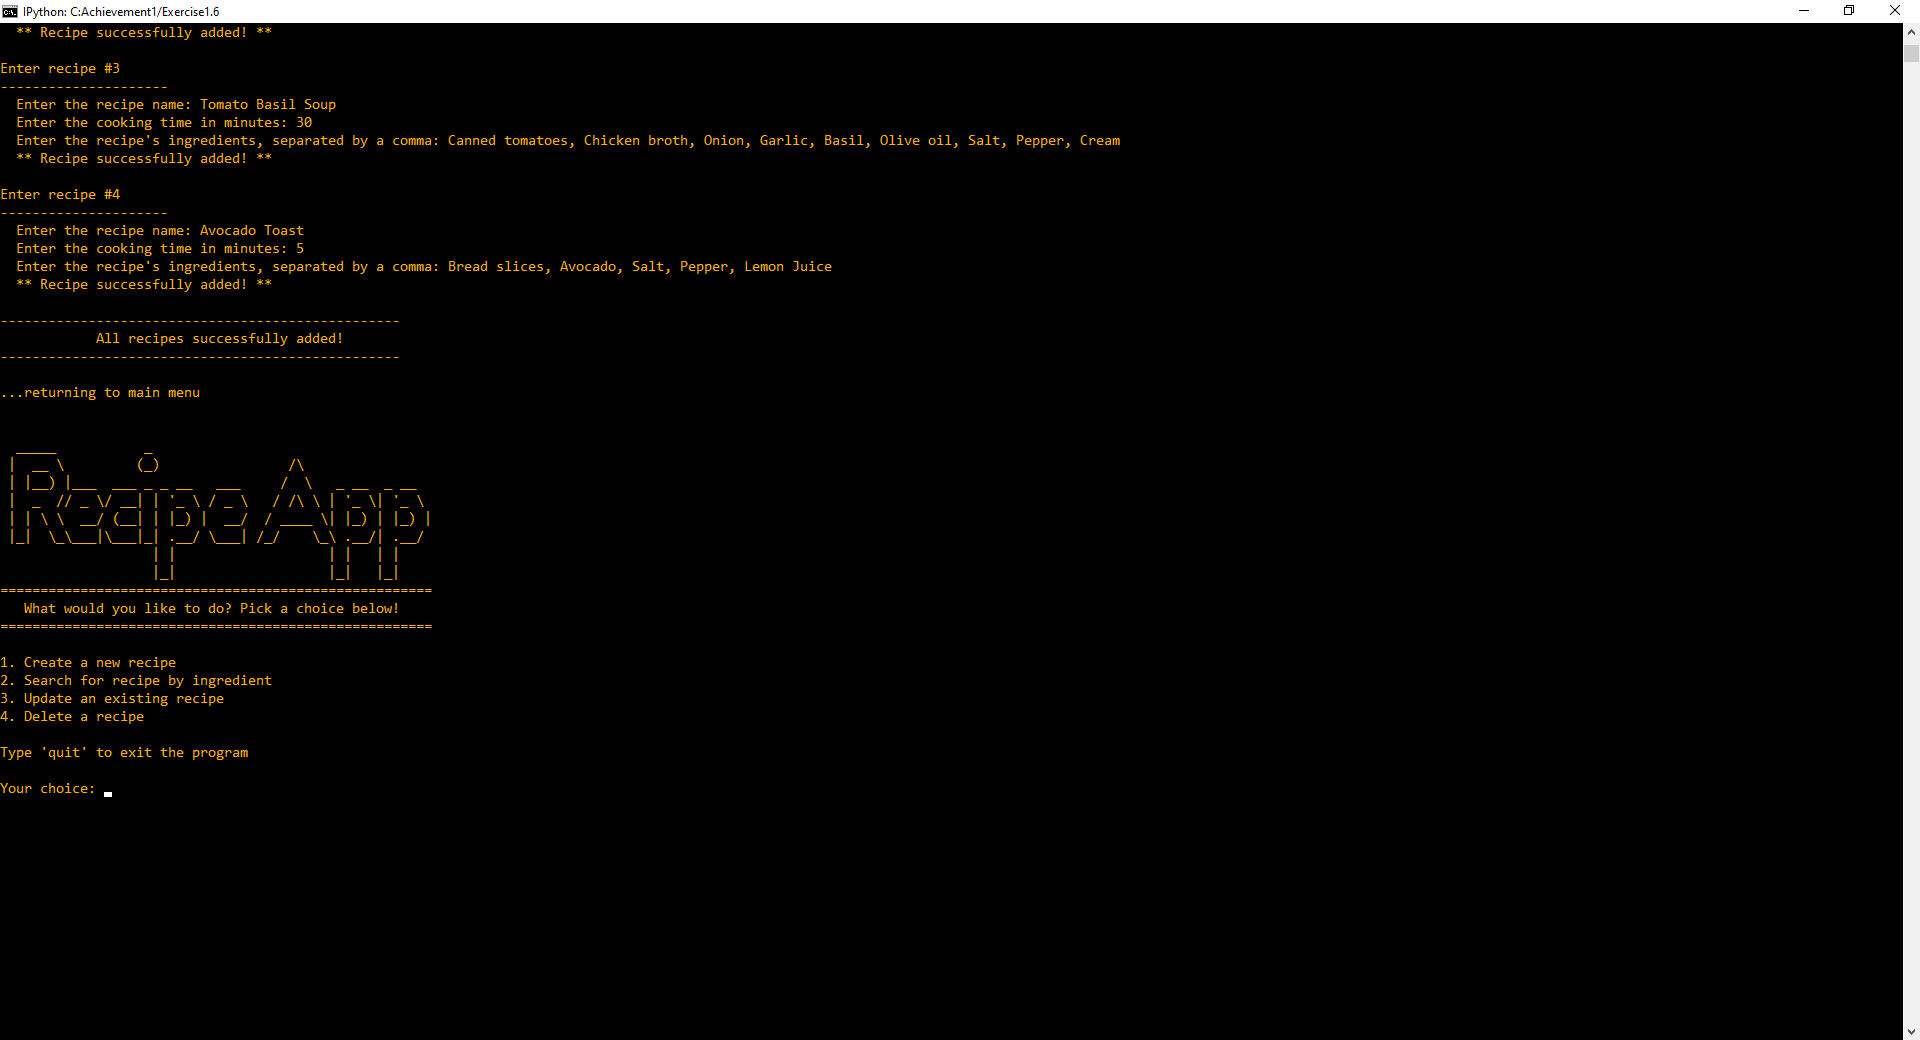 IPython: C:Achievement1/Exercise1.6
** Recipe successfully added! **
Enter recipe #3
---------------------
Enter the recipe name: Tomato Basil Soup
Enter the cooking time in minutes: 30
Enter the recipe's ingredients, separated by a comma: Canned tomatoes, Chicken broth, Onion, Garlic, Basil, Olive oil, Salt, Pepper, Cream
** Recipe successfully added! **
Enter recipe #4
---------------------
Enter the recipe name: Avocado Toast
Enter the cooking time in minutes: 5
Enter the recipe's ingredients, separated by a comma: Bread slices, Avocado, Salt, Pepper, Lemon Juice
** Recipe successfully added! **
--------------------------------------------------
All recipes successfully added!
--------------------------------------------------
...returning to main menu
Recipe App
======================================================
What would you like to do? Pick a choice below!
======================================================
1. Create a new recipe
2. Search for recipe by ingredient
3. Update an existing recipe
4. Delete a recipe
Type 'quit' to exit the program
Your choice: